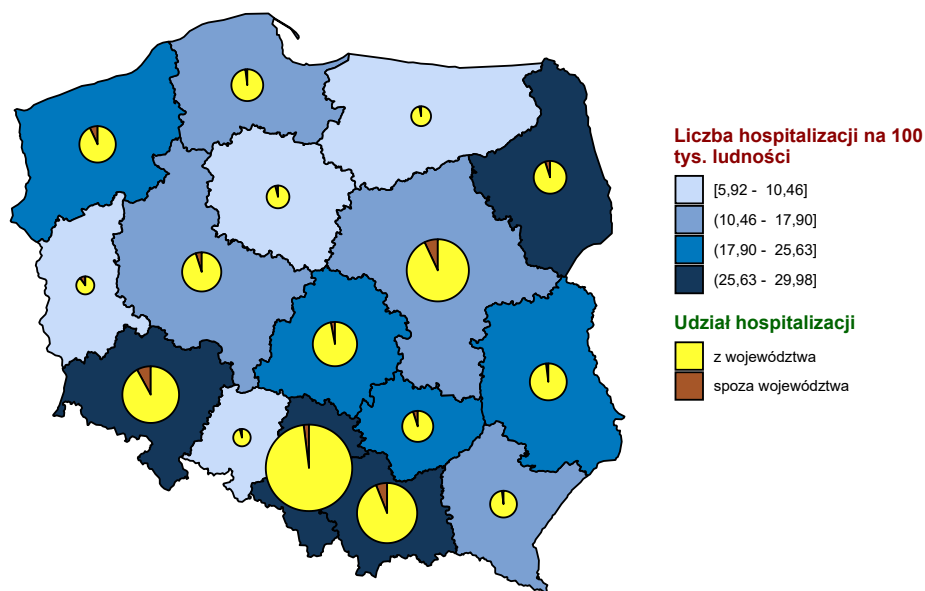 Liczba hospitalizacji na 100
tys. ludności
[5,92 - 10,46]
(10,46 - 17,90]
(17,90 - 25,63]
(25,63 - 29,98]
Udział hospitalizacji
z województwa
spoza województwa